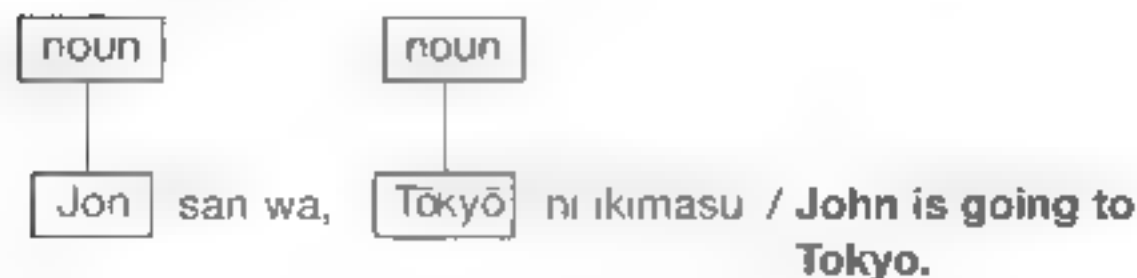 noun noun
Jon san wa, Tōkyō ni ikimasu / John is going to
Tokyo.